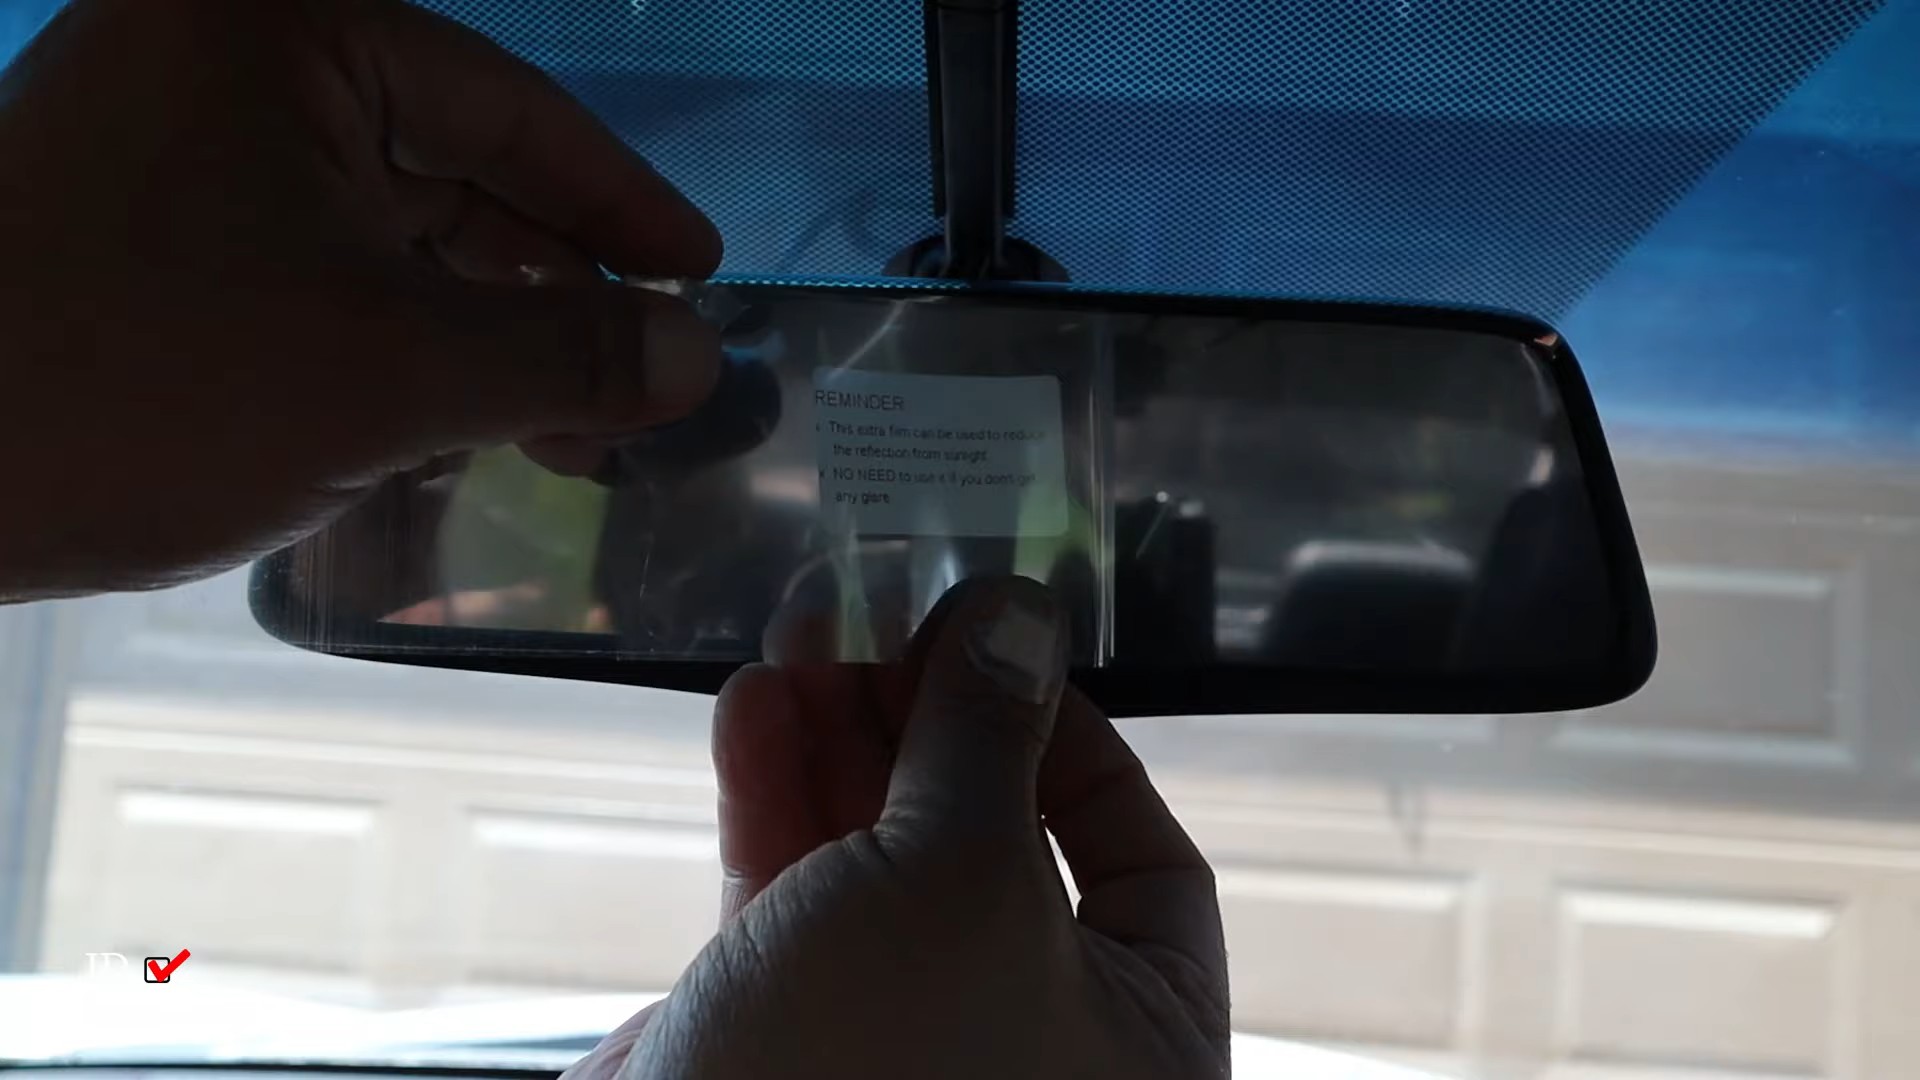 REMINDER
This extra film can be used to reduce
the reflection from sunlight.
NO NEED to use it if you don't get
any glare
JD